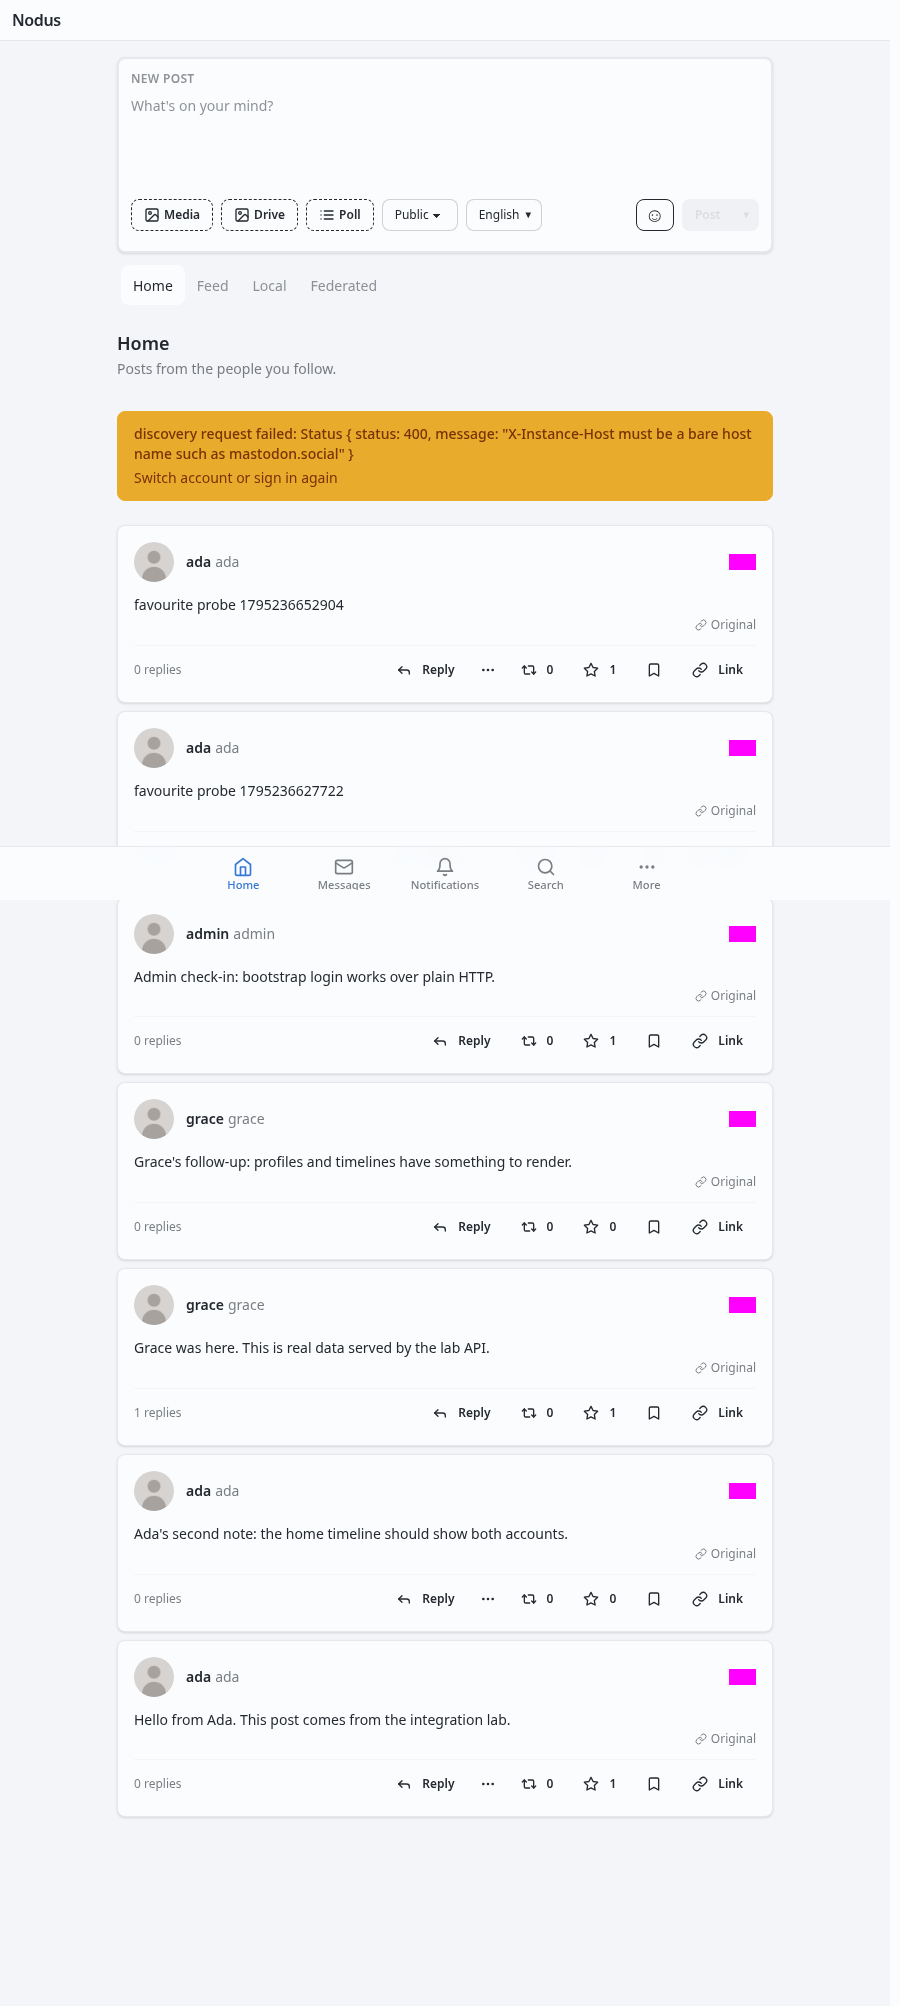 Nodus
NEW POST
What's on your mind?
Media Drive Poll Public English Post
Home Feed Local Federated
Home
Posts from the people you follow.
discovery request failed: Status { status: 400, message: "X-Instance-Host must be a bare host
name such as mastodon.social" }
Switch account or sign in again
ada ada
favourite probe 1795236652904
Original
0 replies Reply 0 1 Link
ada ada
favourite probe 1795236627722
Original
Home Messages Notifications Search More
admin admin
Admin check-in: bootstrap login works over plain HTTP.
Original
0 replies Reply 0 1 Link
grace grace
Grace's follow-up: profiles and timelines have something to render.
Original
0 replies Reply 0 0 Link
grace grace
Grace was here. This is real data served by the lab API.
Original
1 replies Reply 0 1 Link
ada ada
Ada's second note: the home timeline should show both accounts.
Original
0 replies Reply 0 0 Link
ada ada
Hello from Ada. This post comes from the integration lab.
Original
0 replies Reply 0 1 Link